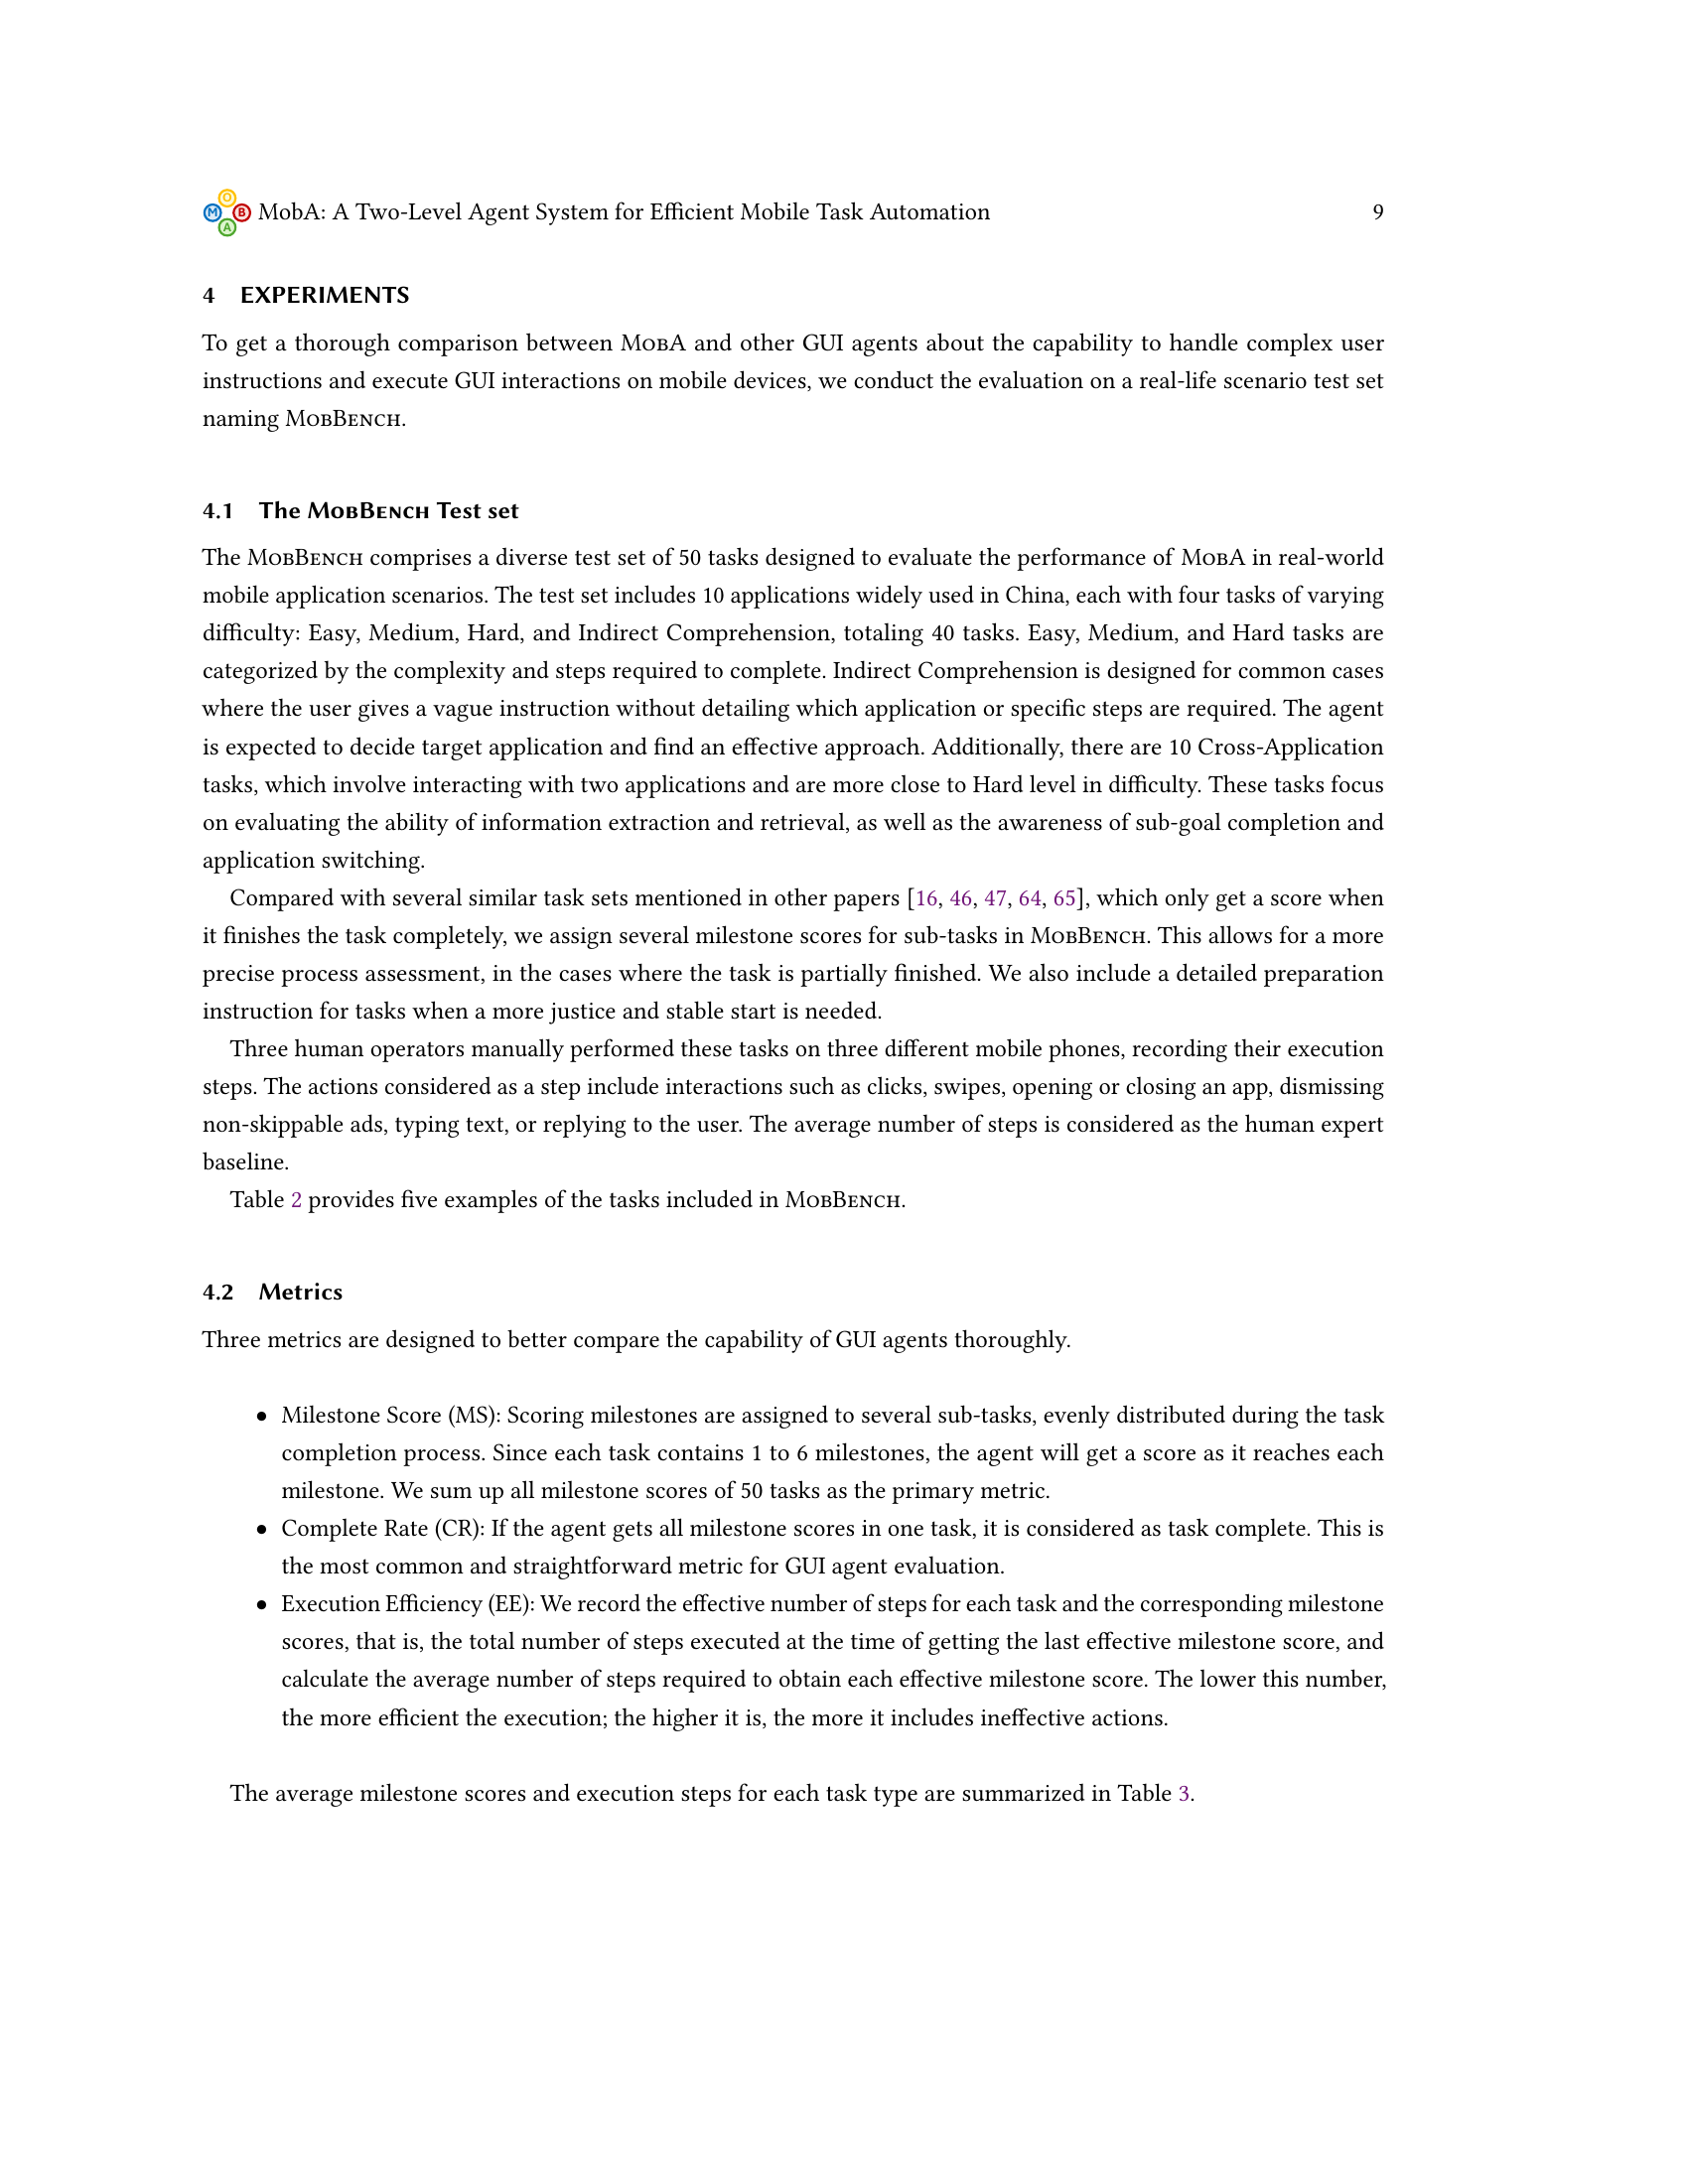 O
M B
A
MobA: A Two-Level Agent System for Efficient Mobile Task Automation 9
4 EXPERIMENTS
To get a thorough comparison between MobA and other GUI agents about the capability to handle complex user
instructions and execute GUI interactions on mobile devices, we conduct the evaluation on a real-life scenario test set
naming MobBench.
4.1 The MobBench Test set
The MobBench comprises a diverse test set of 50 tasks designed to evaluate the performance of MobA in real-world
mobile application scenarios. The test set includes 10 applications widely used in China, each with four tasks of varying
difficulty: Easy, Medium, Hard, and Indirect Comprehension, totaling 40 tasks. Easy, Medium, and Hard tasks are
categorized by the complexity and steps required to complete. Indirect Comprehension is designed for common cases
where the user gives a vague instruction without detailing which application or specific steps are required. The agent
is expected to decide target application and find an effective approach. Additionally, there are 10 Cross-Application
tasks, which involve interacting with two applications and are more close to Hard level in difficulty. These tasks focus
on evaluating the ability of information extraction and retrieval, as well as the awareness of sub-goal completion and
application switching.
Compared with several similar task sets mentioned in other papers [16, 46, 47, 64, 65], which only get a score when
it finishes the task completely, we assign several milestone scores for sub-tasks in MobBench. This allows for a more
precise process assessment, in the cases where the task is partially finished. We also include a detailed preparation
instruction for tasks when a more justice and stable start is needed.
Three human operators manually performed these tasks on three different mobile phones, recording their execution
steps. The actions considered as a step include interactions such as clicks, swipes, opening or closing an app, dismissing
non-skippable ads, typing text, or replying to the user. The average number of steps is considered as the human expert
baseline.
Table 2 provides five examples of the tasks included in MobBench.
4.2 Metrics
Three metrics are designed to better compare the capability of GUI agents thoroughly.
• Milestone Score (MS): Scoring milestones are assigned to several sub-tasks, evenly distributed during the task
completion process. Since each task contains 1 to 6 milestones, the agent will get a score as it reaches each
milestone. We sum up all milestone scores of 50 tasks as the primary metric.
• Complete Rate (CR): If the agent gets all milestone scores in one task, it is considered as task complete. This is
the most common and straightforward metric for GUI agent evaluation.
• Execution Efficiency (EE): We record the effective number of steps for each task and the corresponding milestone
scores, that is, the total number of steps executed at the time of getting the last effective milestone score, and
calculate the average number of steps required to obtain each effective milestone score. The lower this number,
the more efficient the execution; the higher it is, the more it includes ineffective actions.
The average milestone scores and execution steps for each task type are summarized in Table 3.